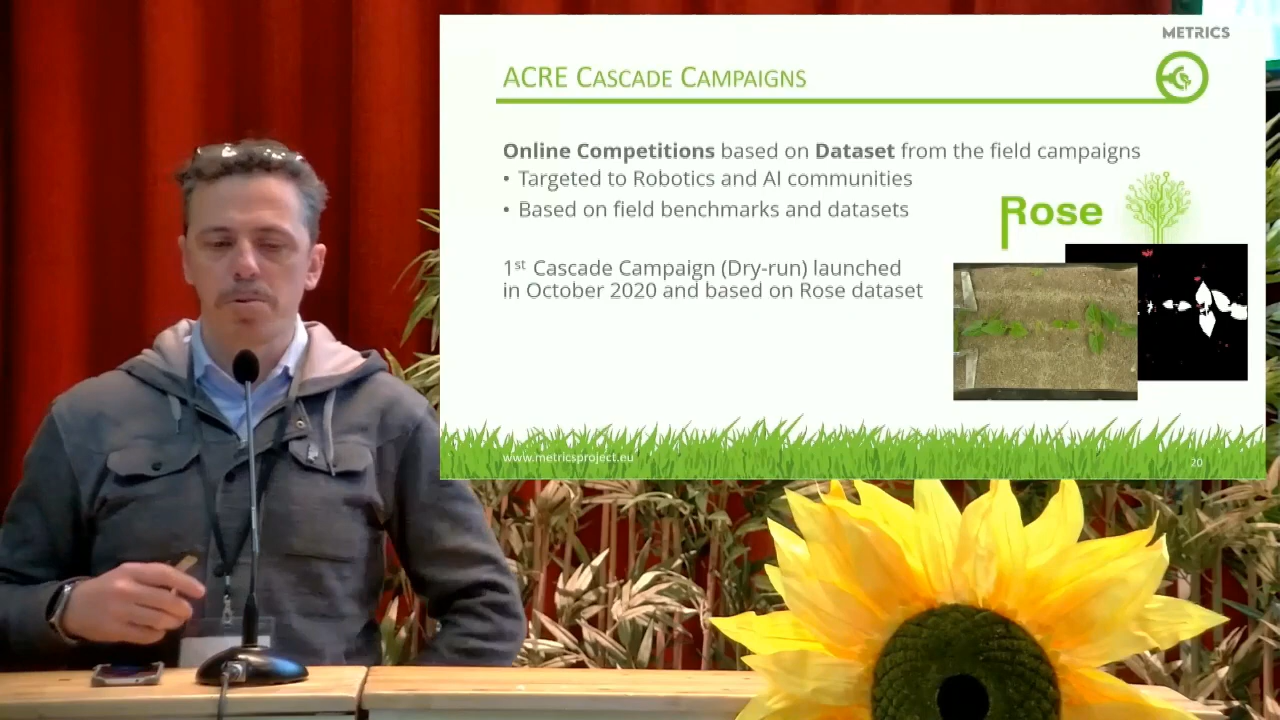 METRICS
ACRE CASCADE CAMPAIGNS
Online Competitions based on Dataset from the field campaigns
• Targeted to Robotics and AI communities
• Based on field benchmarks and datasets
Rose
1st Cascade Campaign (Dry-run) launched
in October 2020 and based on Rose dataset
www.metricsproject.eu
20